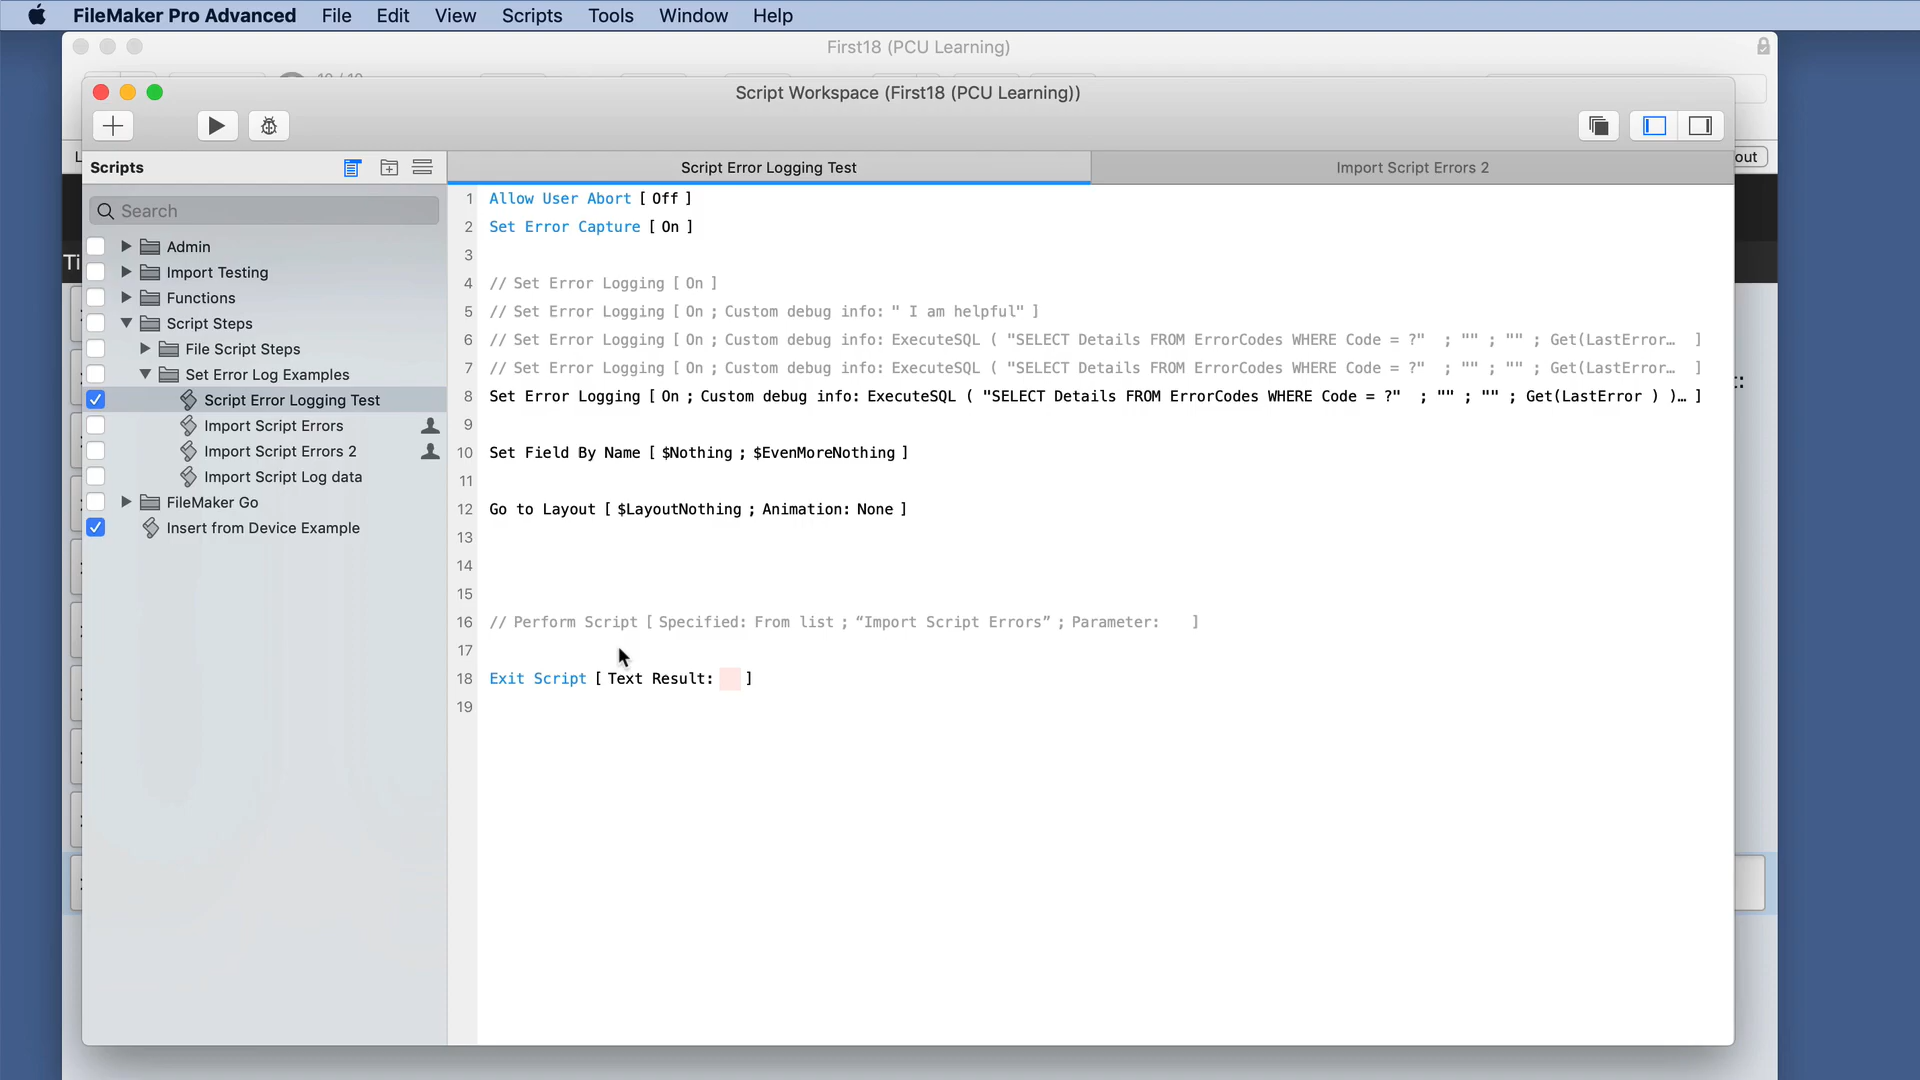 FileMaker Pro Advanced File Edit View Scripts Tools Window Help
First18 (PCU Learning)
Script Workspace (First18 (PCU Learning))
Scripts
Script Error Logging Test
Import Script Errors 2
out
Search
Admin
Import Testing
Functions
Script Steps
File Script Steps
Set Error Log Examples
Script Error Logging Test
Import Script Errors
Import Script Errors 2
Import Script Log data
FileMaker Go
Insert from Device Example
Ti
1 Allow User Abort [ Off ]
2 Set Error Capture [ On ]
3
4 // Set Error Logging [ On ]
5 // Set Error Logging [ On ; Custom debug info: " I am helpful" ]
6 // Set Error Logging [ On ; Custom debug info: ExecuteSQL ( "SELECT Details FROM ErrorCodes WHERE Code = ?" ; "" ; "" ; Get(LastError… ]
7 // Set Error Logging [ On ; Custom debug info: ExecuteSQL ( "SELECT Details FROM ErrorCodes WHERE Code = ?" ; "" ; "" ; Get(LastError… ]
8 Set Error Logging [ On ; Custom debug info: ExecuteSQL ( "SELECT Details FROM ErrorCodes WHERE Code = ?" ; "" ; "" ; Get(LastError ) )… ]
9
10 Set Field By Name [ $Nothing ; $EvenMoreNothing ]
11
12 Go to Layout [ $LayoutNothing ; Animation: None ]
13
14
15
16 // Perform Script [ Specified: From list ; “Import Script Errors” ; Parameter: ]
17
18 Exit Script [ Text Result: ]
19